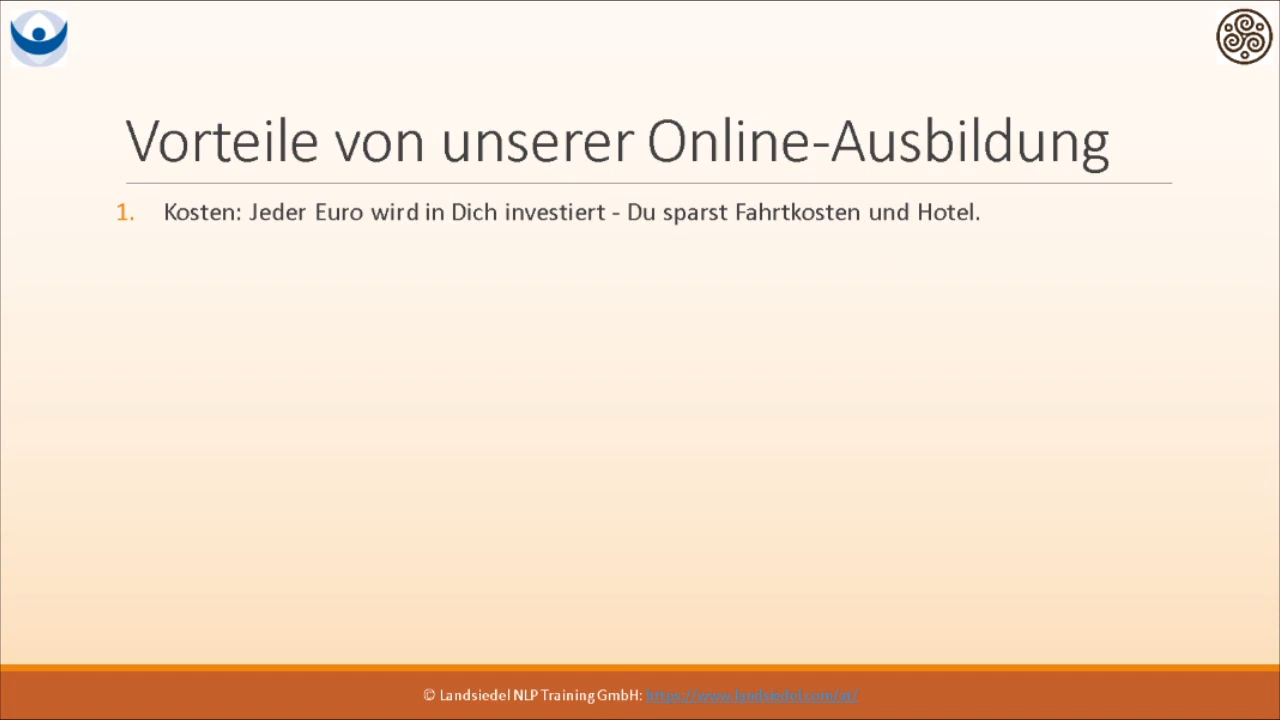 Vorteile von unserer Online-Ausbildung
1. Kosten: Jeder Euro wird in Dich investiert - Du sparst Fahrtkosten und Hotel.
© Landsiedel NLP Training GmbH: https://www.landsiedel.com/at/